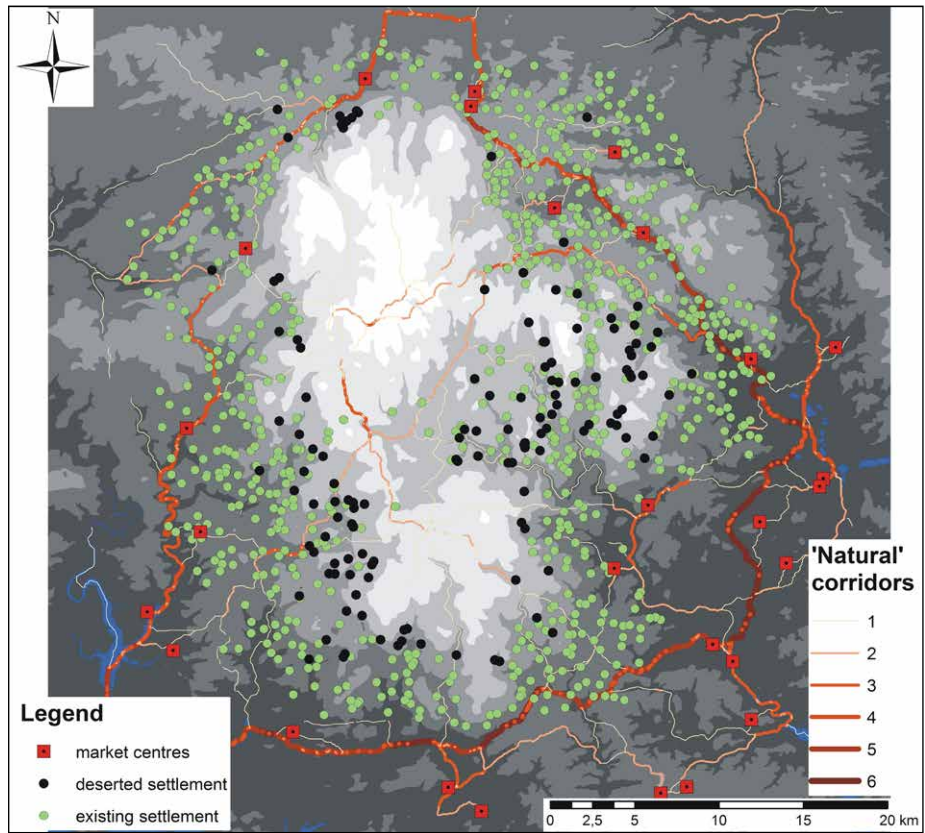 N
'Natural'
corridors
1
2
3
4
5
6
Legend
market centres
deserted settlement
existing settlement
0 2,5 5 10 15 20 km